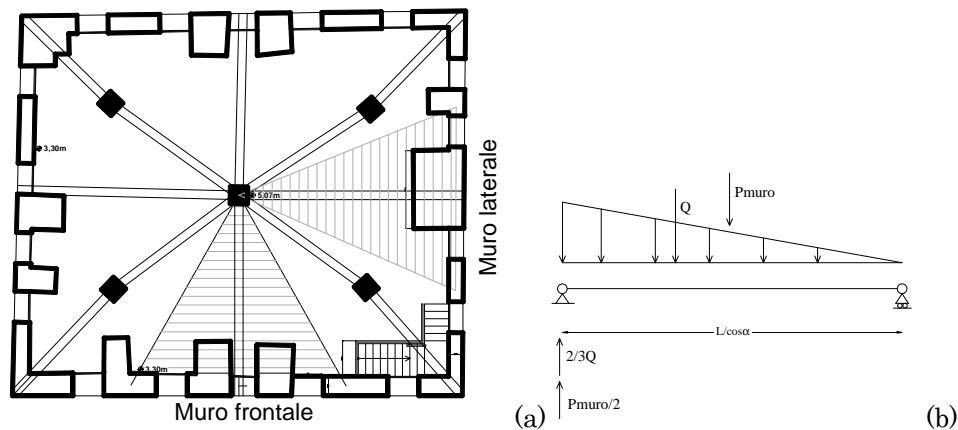 3,30m
5,07m
3,30m
Muro frontale
Muro laterale
(a)
Q
Pmuro
L/cosα
2/3Q
Pmuro/2
(b)